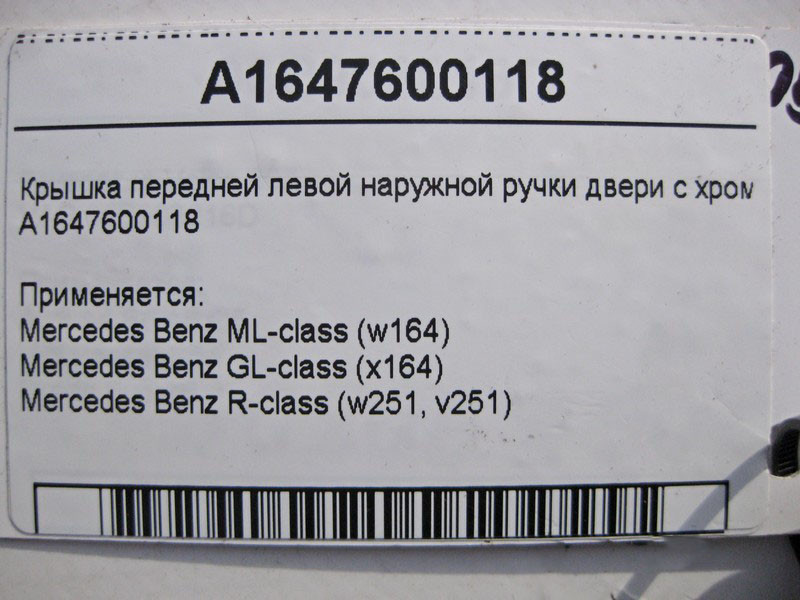 A1647600118
Крышка передней левой наружной ручки двери с хром
A1647600118
Применяется:
Mercedes Benz ML-class (w164)
Mercedes Benz GL-class (x164)
Mercedes Benz R-class (w251, v251)